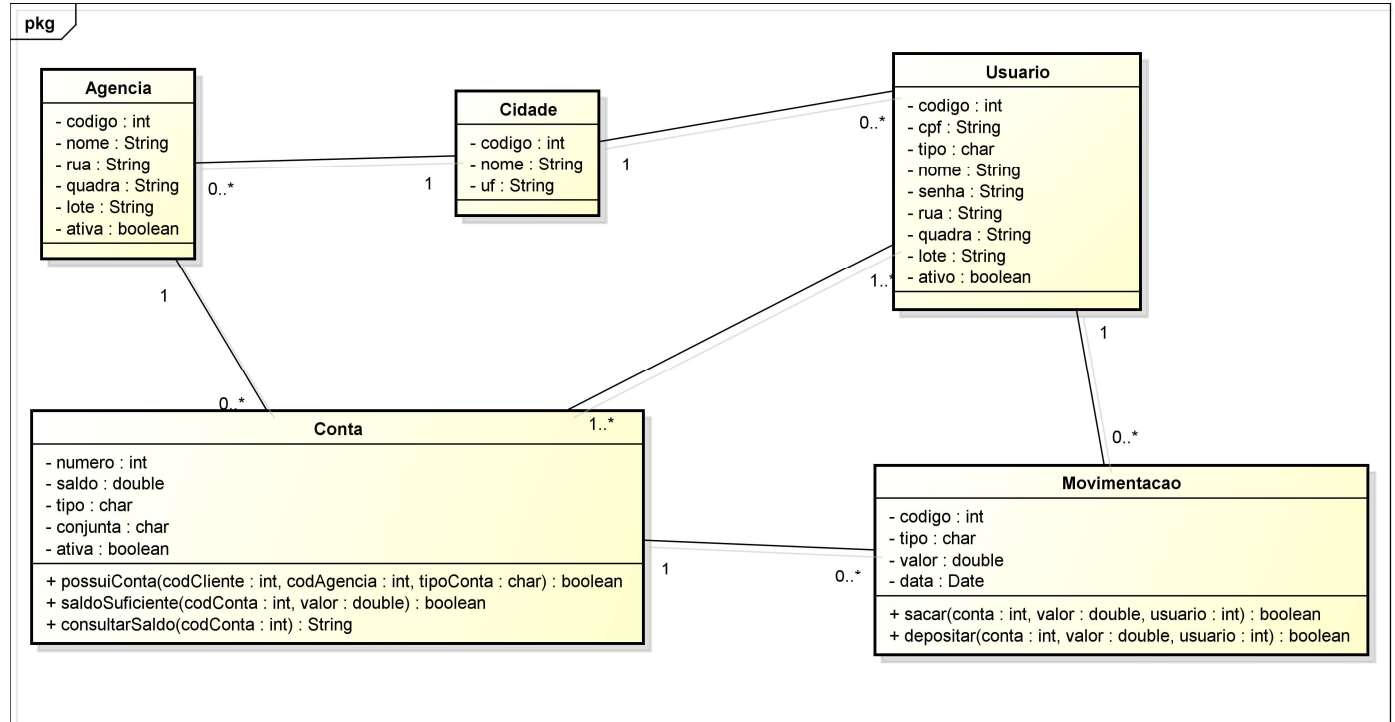 pkg
Agencia
- codigo : int
- nome : String
- rua : String
- quadra : String
- lote : String
- ativa : boolean
0..*
1
Cidade
- codigo : int
- nome : String
- uf : String
1
0..*
Usuario
- codigo : int
- cpf : String
- tipo : char
- nome : String
- senha : String
- rua : String
- quadra : String
- lote : String
- ativo : boolean
1..*
1
1
0..*
1..*
0..*
Conta
- numero : int
- saldo : double
- tipo : char
- conjunta : char
- ativa : boolean
+ possuiConta(codCliente : int, codAgencia : int, tipoConta : char) : boolean
+ saldoSuficiente(codConta : int, valor : double) : boolean
+ consultarSaldo(codConta : int) : String
1
0..*
Movimentacao
- codigo : int
- tipo : char
- valor : double
- data : Date
+ sacar(conta : int, valor : double, usuario : int) : boolean
+ depositar(conta : int, valor : double, usuario : int) : boolean